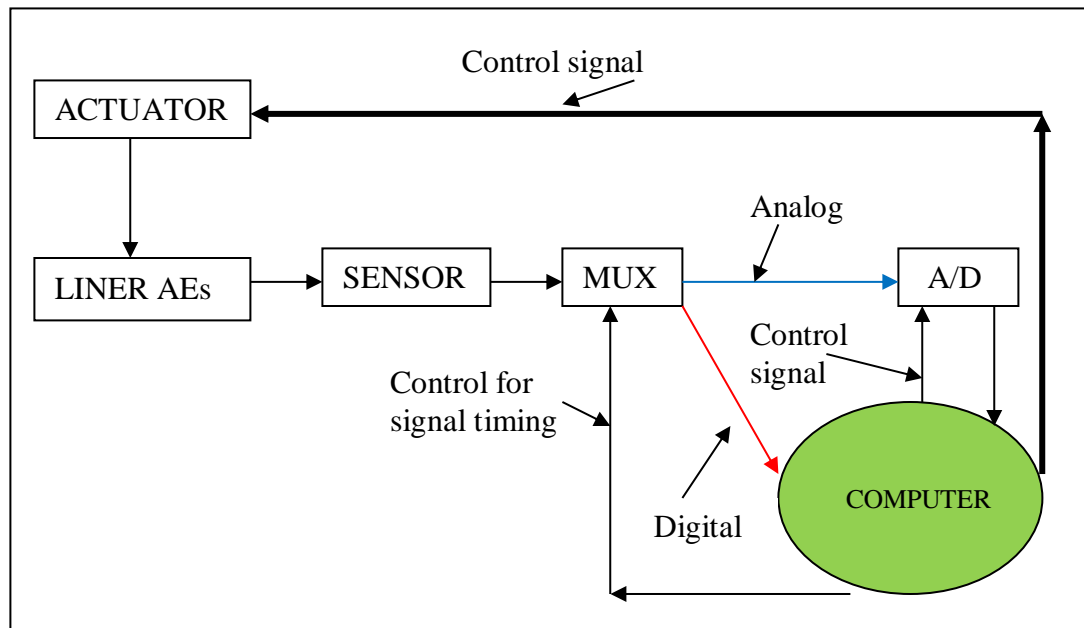 Control signal
ACTUATOR
Analog
LINER AEs
SENSOR
MUX
A/D
Control
signal
Control for
signal timing
COMPUTER
Digital